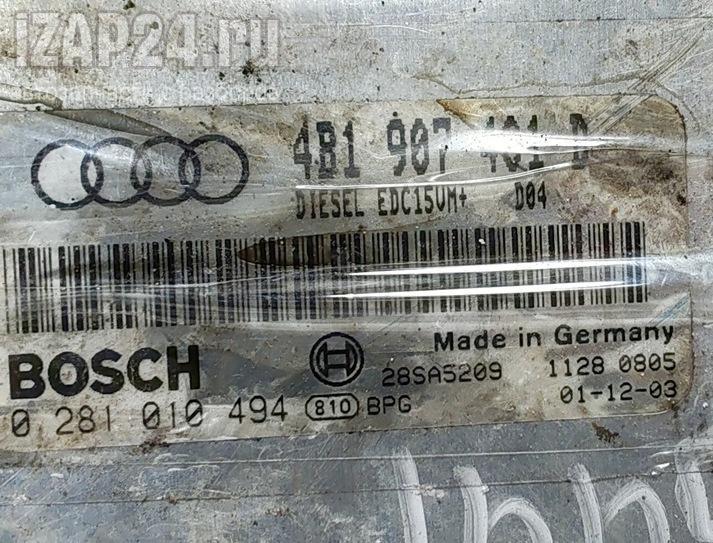 iZAP24.ru
4B1 907 401 D
DIESEL EDC15VM+ D04
Made in Germany
BOSCH
28SA5209 1128 0805
0 281 010 494 810 BPG 01-12-03